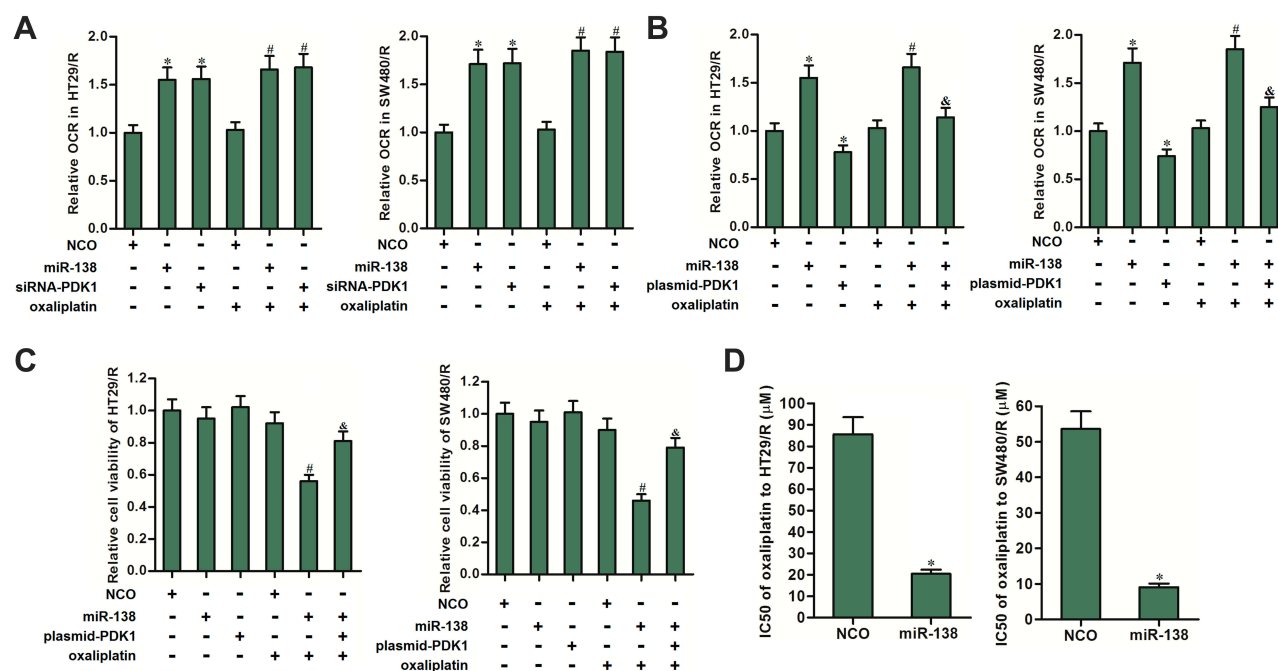 A
Relative OCR in HT29/R
2.0
1.5
1.0
0.5
0.0
* * # #
NCO + - - + - -
miR-138 - + - - + -
siRNA-PDK1 - - + - - +
oxaliplatin - - - + + +
Relative OCR in SW480/R
2.0
1.5
1.0
0.5
0.0
* * # #
NCO + - - + - -
miR-138 - + - - + -
siRNA-PDK1 - - + - - +
oxaliplatin - - - + + +
B
Relative OCR in HT29/R
2.0
1.5
1.0
0.5
0.0
* * # &
NCO + - - + - -
miR-138 - + - - + +
plasmid-PDK1 - - + - - +
oxaliplatin - - - + + +
Relative OCR in SW480/R
2.0
1.5
1.0
0.5
0.0
* * # &
NCO + - - + - -
miR-138 - + - - + +
plasmid-PDK1 - - + - - +
oxaliplatin - - - + + +
C
Relative cell viability of HT29/R
1.2
1.0
0.8
0.6
0.4
0.2
0.0
# &
NCO + - - + - -
miR-138 - + - - + +
plasmid-PDK1 - - + - - +
oxaliplatin - - - + + +
Relative cell viability of SW480/R
1.2
1.0
0.8
0.6
0.4
0.2
0.0
# &
NCO + - - + - -
miR-138 - + - - + +
plasmid-PDK1 - - + - - +
oxaliplatin - - - + + +
D
IC50 of oxaliplatin to HT29/R (μM)
100
90
80
70
60
50
40
30
20
10
0
*
NCO miR-138
IC50 of oxaliplatin to SW480/R (μM)
60
50
40
30
20
10
0
*
NCO miR-138